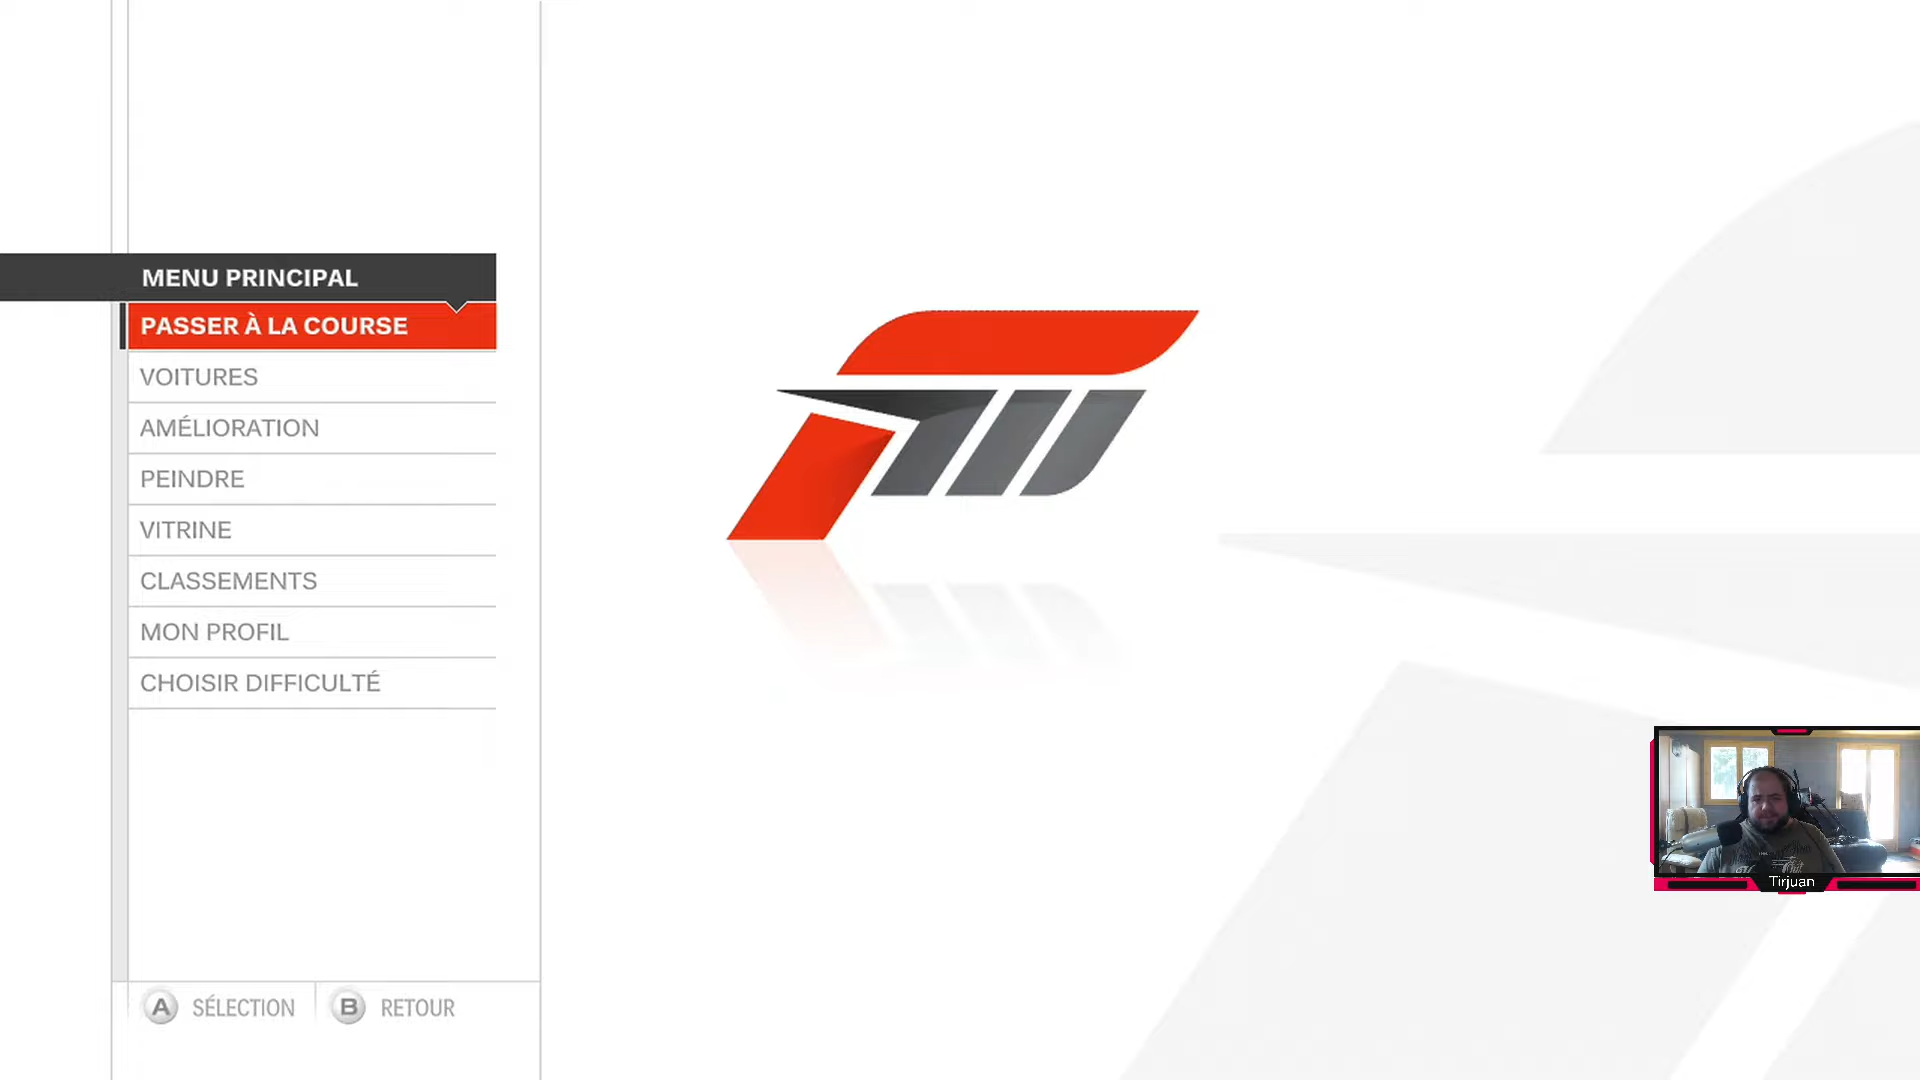 MENU PRINCIPAL
PASSER À LA COURSE
VOITURES
AMÉLIORATION
PEINDRE
VITRINE
CLASSEMENTS
MON PROFIL
CHOISIR DIFFICULTÉ
A SÉLECTION B RETOUR
Tirjuan